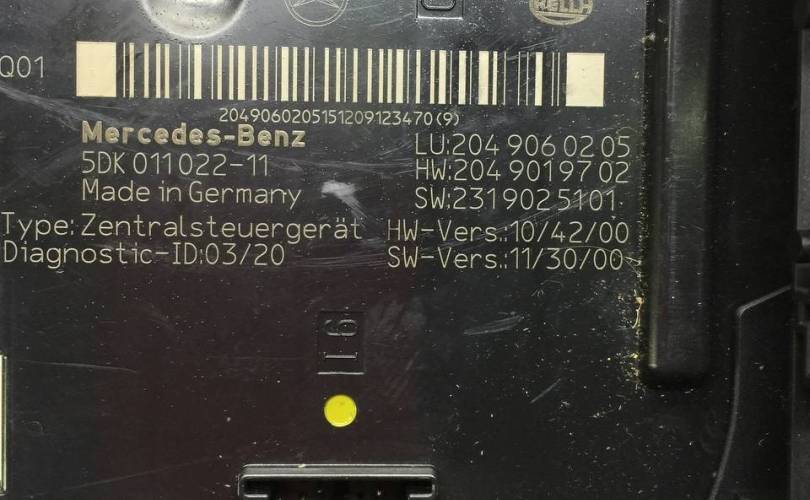 HELLA
Q01
2049060205151209123470(9)
Mercedes-Benz
LU:204 906 02 05
5DK 011 022-11
HW:204 901 97 02
Made in Germany
SW:231 902 51 01
Type: Zentralsteuergerät
HW-Vers.:10/42/00
Diagnostic-ID:03/20
SW-Vers.:11/30/00